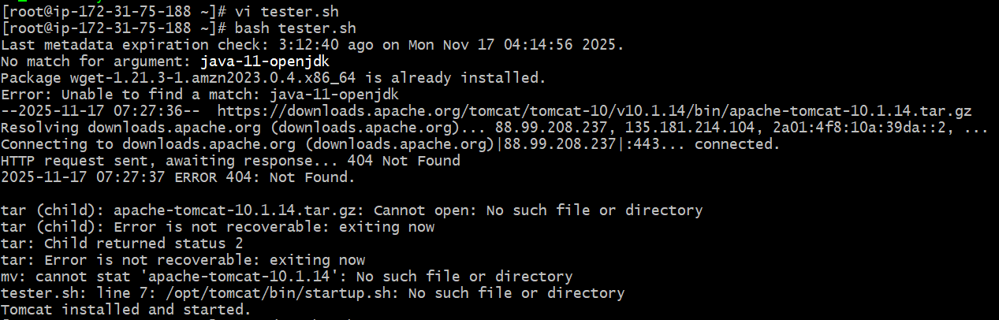 [root@ip-172-31-75-188 ~]# vi tester.sh
[root@ip-172-31-75-188 ~]# bash tester.sh
Last metadata expiration check: 3:12:40 ago on Mon Nov 17 04:14:56 2025.
No match for argument: java-11-openjdk
Package wget-1.21.3-1.amzn2023.0.4.x86_64 is already installed.
Error: Unable to find a match: java-11-openjdk
--2025-11-17 07:27:36--  https://downloads.apache.org/tomcat/tomcat-10/v10.1.14/bin/apache-tomcat-10.1.14.tar.gz
Resolving downloads.apache.org (downloads.apache.org)... 88.99.208.237, 135.181.214.104, 2a01:4f8:10a:39da::2, ...
Connecting to downloads.apache.org (downloads.apache.org)|88.99.208.237|:443... connected.
HTTP request sent, awaiting response... 404 Not Found
2025-11-17 07:27:37 ERROR 404: Not Found.

tar (child): apache-tomcat-10.1.14.tar.gz: Cannot open: No such file or directory
tar (child): Error is not recoverable: exiting now
tar: Child returned status 2
tar: Error is not recoverable: exiting now
mv: cannot stat 'apache-tomcat-10.1.14': No such file or directory
tester.sh: line 7: /opt/tomcat/bin/startup.sh: No such file or directory
Tomcat installed and started.